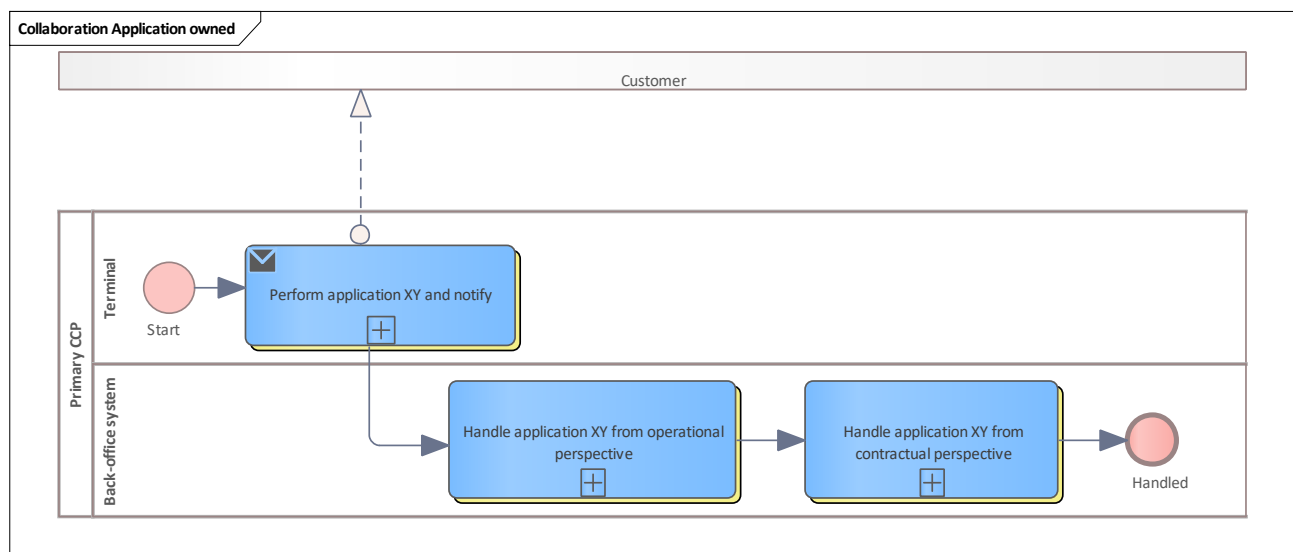 Collaboration Application owned
Customer
Primary CCP
Terminal
Start
Perform application XY and notify
Back-office system
Handle application XY from operational
perspective
Handle application XY from
contractual perspective
Handled